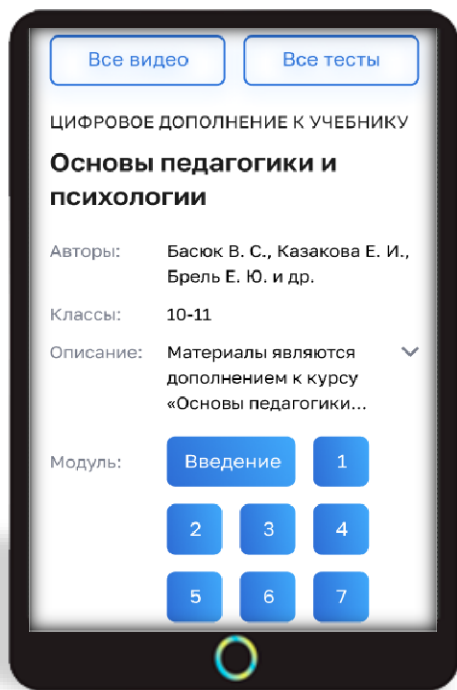 Все видео
Все тесты
ЦИФРОВОЕ ДОПОЛНЕНИЕ К УЧЕБНИКУ
Основы педагогики и
психологии
Авторы: Басюк В. С., Казакова Е. И.,
Брель Е. Ю. и др.
Классы: 10-11
Описание: Материалы являются
дополнением к курсу
«Основы педагогики...
Модуль: Введение 1
2 3 4
5 6 7